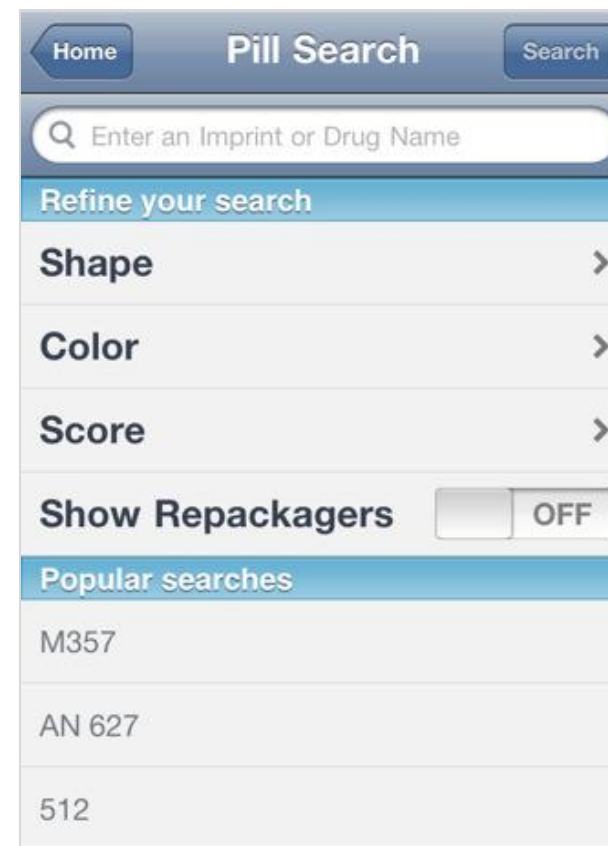 Home Pill Search Search
Enter an Imprint or Drug Name
Refine your search
Shape
Color
Score
Show Repackagers OFF
Popular searches
M357
AN 627
512